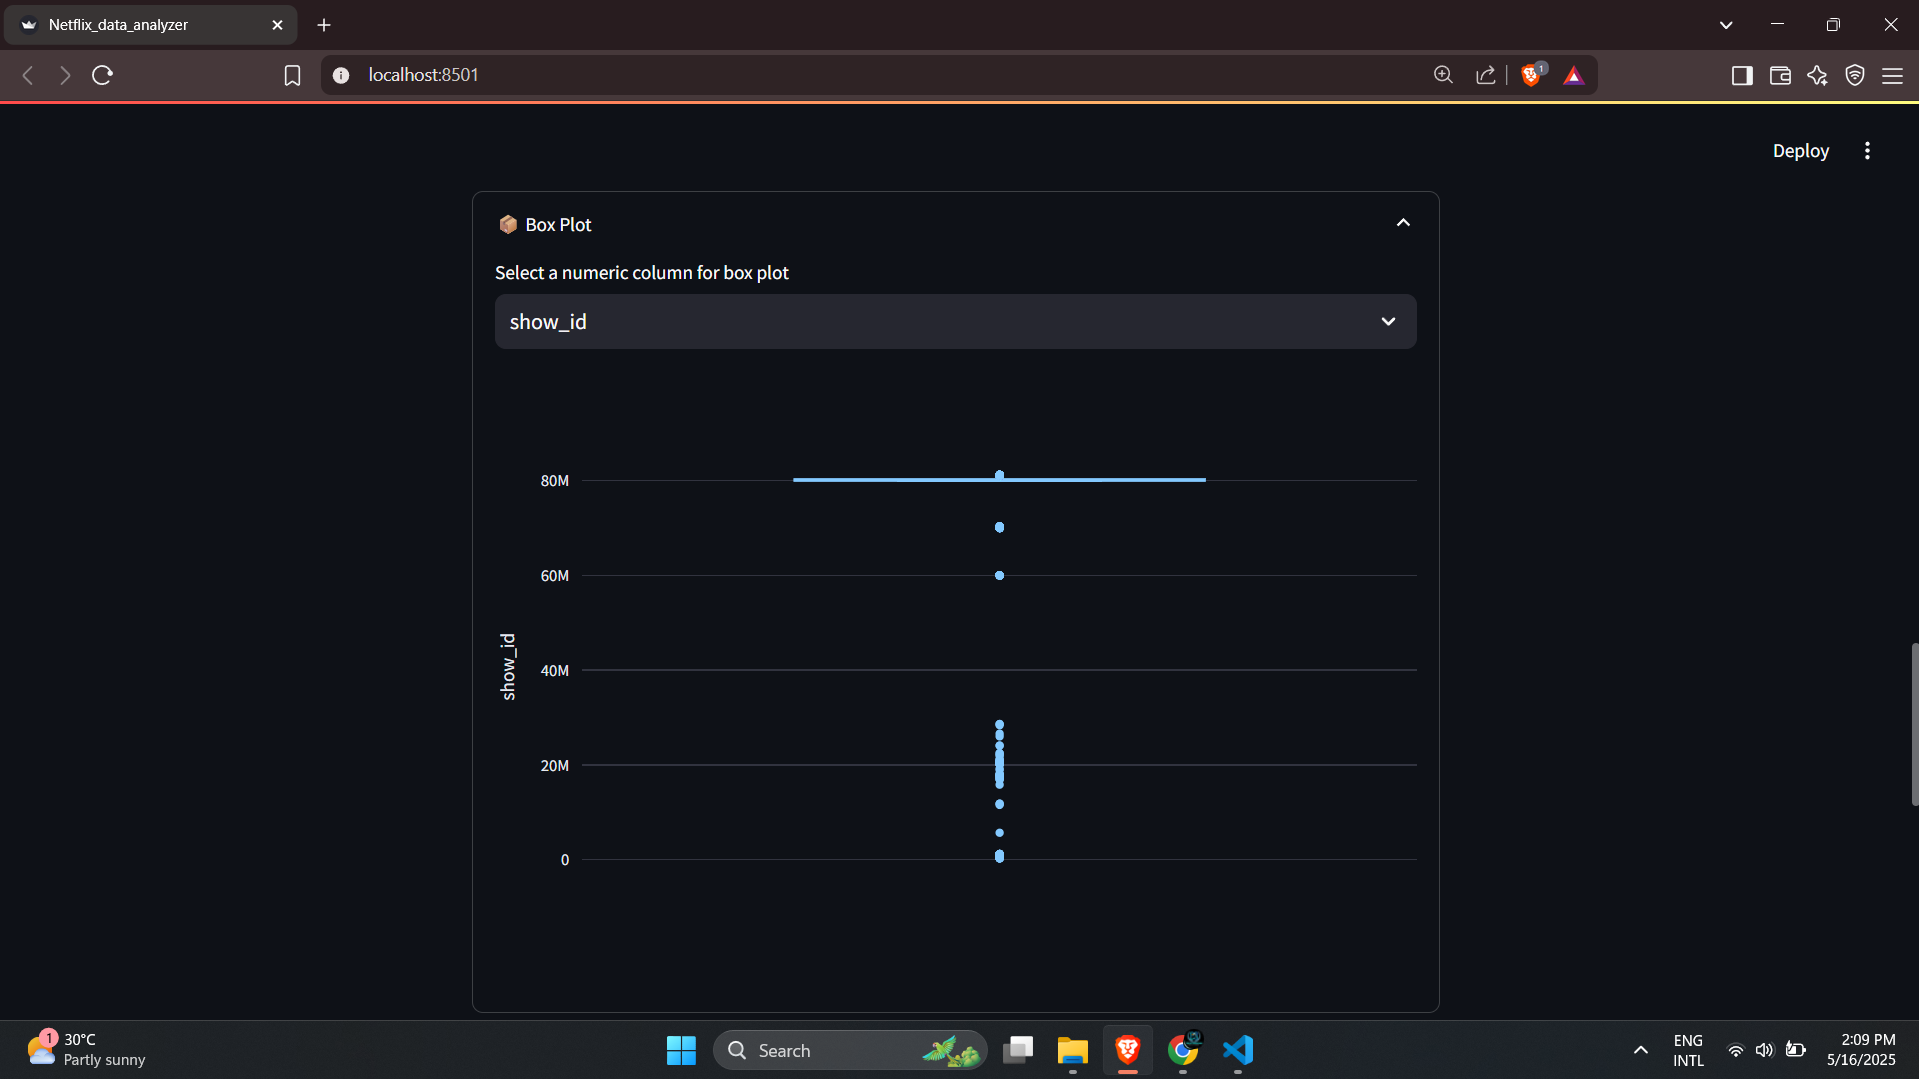 Netflix_data_analyzer
localhost:8501
1
Deploy
📦 Box Plot
Select a numeric column for box plot
show_id
80M
60M
40M
20M
0
show_id
1
30°C
Partly sunny
Search
ENG
INTL
2:09 PM
5/16/2025